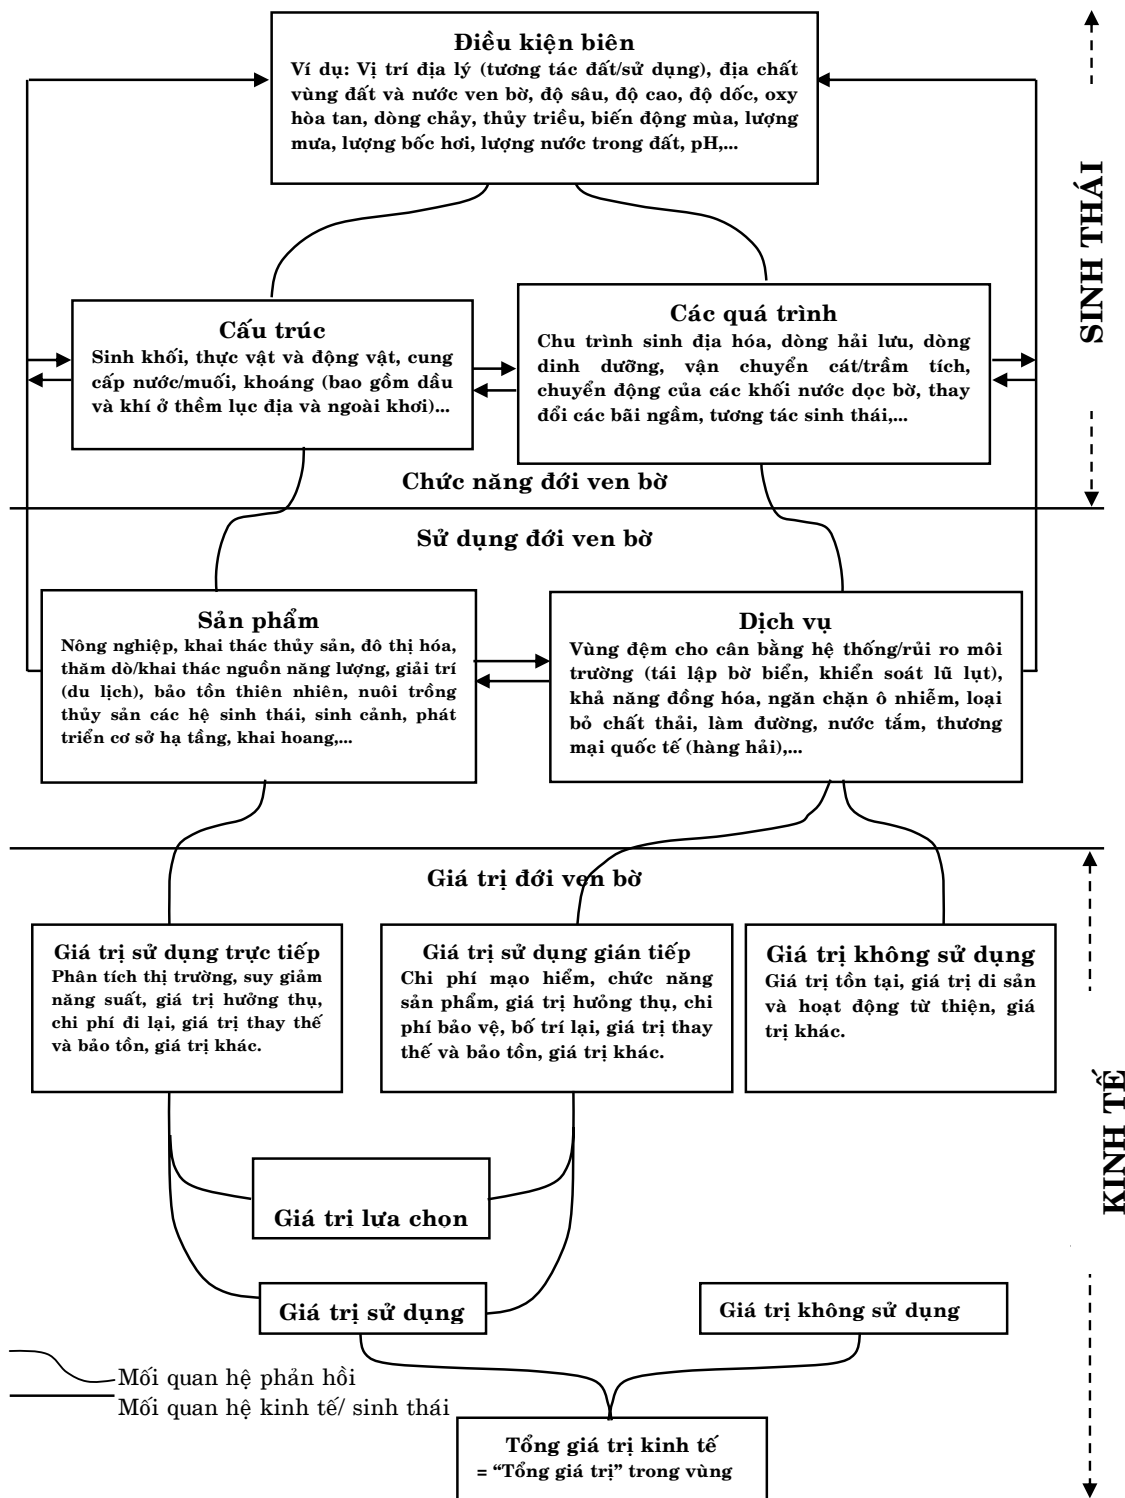 Điều kiện biên
Ví dụ: Vị trí địa lý (tương tác đất/sử dụng), địa chất
vùng đất và nước ven bờ, độ sâu, độ cao, độ dốc, oxy
hòa tan, dòng chảy, thủy triều, biến động mùa, lượng
mưa, lượng bốc hơi, lượng nước trong đất, pH,...
SINH THÁI
Cấu trúc
Sinh khối, thực vật và động vật, cung
cấp nước/muối, khoáng (bao gồm dầu
và khí ở thềm lục địa và ngoài khơi)...
Các quá trình
Chu trình sinh địa hóa, dòng hải lưu, dòng
dinh dưỡng, vận chuyển cát/trầm tích,
chuyển động của các khối nước dọc bờ, thay
đổi các bãi ngầm, tương tác sinh thái,...
Chức năng đới ven bờ
Sử dụng đới ven bờ
Sản phẩm
Nông nghiệp, khai thác thủy sản, đô thị hóa,
thăm dò/khai thác nguồn năng lượng, giải trí
(du lịch), bảo tồn thiên nhiên, nuôi trồng
thủy sản các hệ sinh thái, sinh cảnh, phát
triển cơ sở hạ tầng, khai hoang,...
Dịch vụ
Vùng đệm cho cân bằng hệ thống/rủi ro môi
trường (tái lập bờ biển, khiển soát lũ lụt),
khả năng đồng hóa, ngăn chặn ô nhiễm, loại
bỏ chất thải, làm đường, nước tắm, thương
mại quốc tế (hàng hải),...
Giá trị đới ven bờ
Giá trị sử dụng trực tiếp
Phân tích thị trường, suy giảm
năng suất, giá trị hưởng thụ,
chi phí đi lại, giá trị thay thế
và bảo tồn, giá trị khác.
Giá trị sử dụng gián tiếp
Chi phí mạo hiểm, chức năng
sản phẩm, giá trị hưỏng thụ, chi
phí bảo vệ, bố trí lại, giá trị thay
thế và bảo tồn, giá trị khác.
Giá trị không sử dụng
Giá trị tồn tại, giá trị di sản
và hoạt động từ thiện, giá
trị khác.
KINH TẾ
Giá trị lựa chọn
Giá trị sử dụng
Giá trị không sử dụng
Mối quan hệ phản hồi
Mối quan hệ kinh tế/ sinh thái
Tổng giá trị kinh tế
= “Tổng giá trị” trong vùng